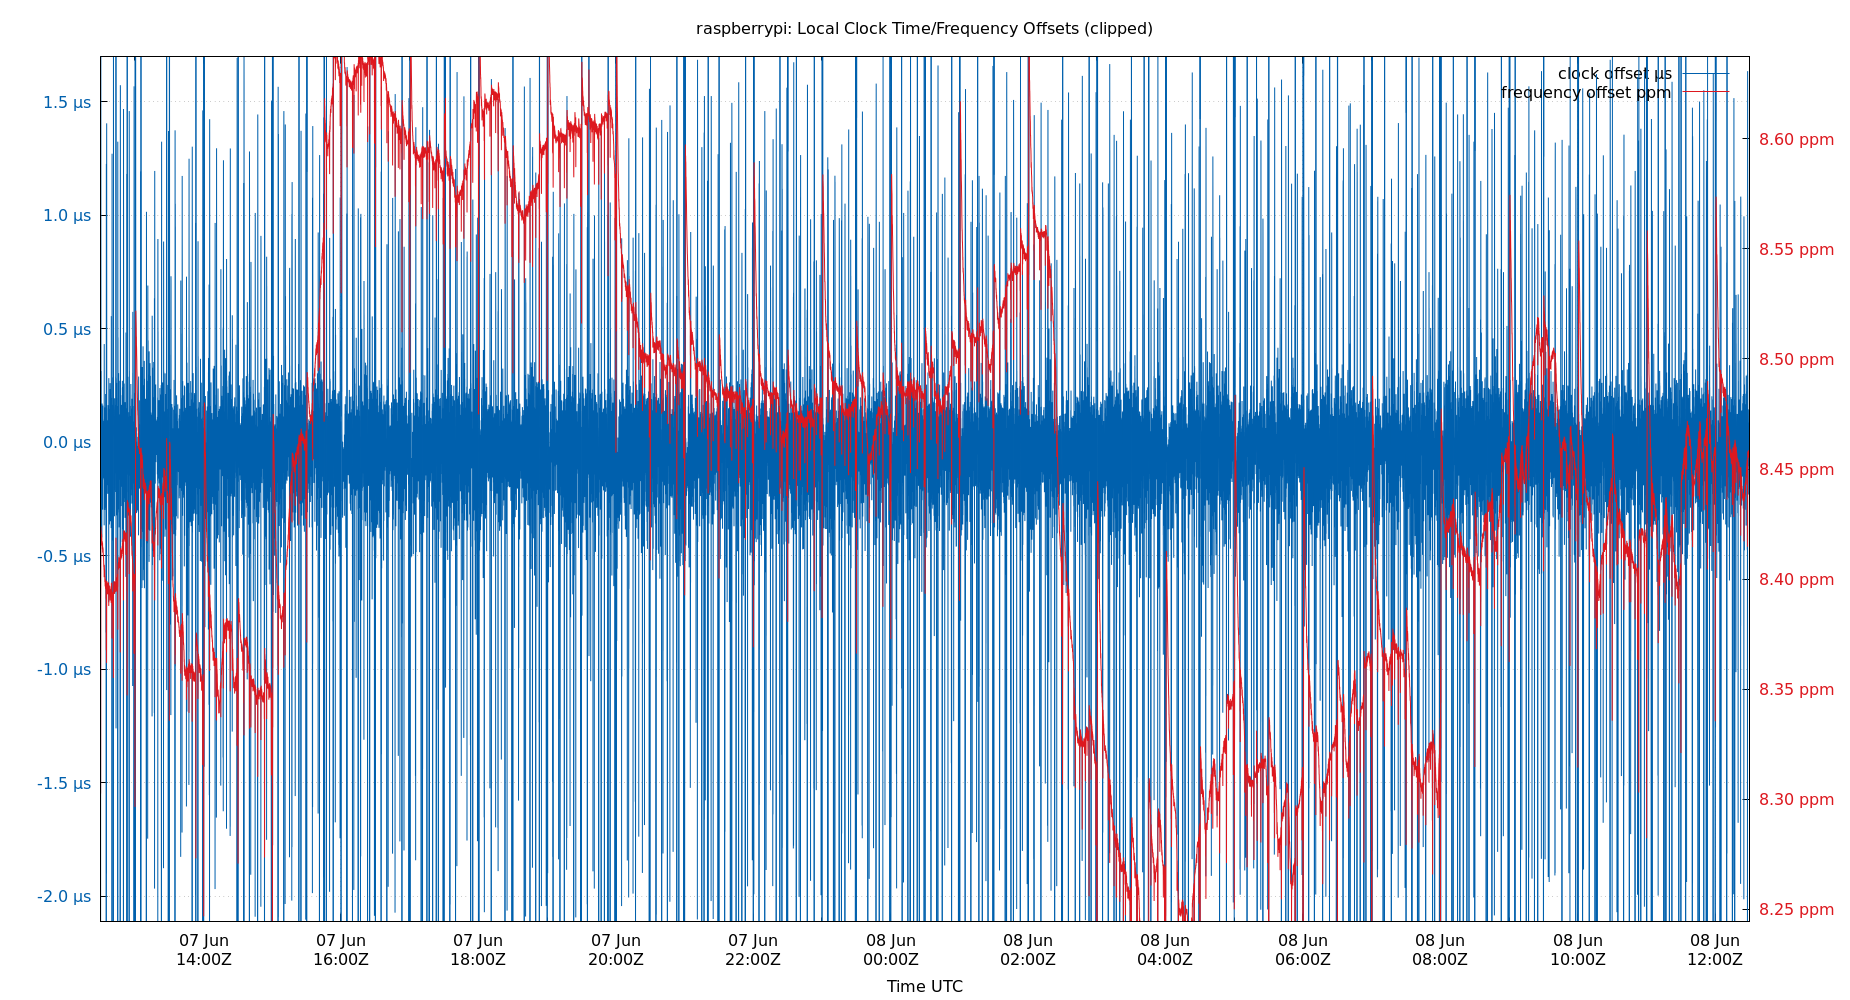 raspberrypi: Local Clock Time/Frequency Offsets (clipped)
clock offset µs
frequency offset ppm
1.5 µs
1.0 µs
0.5 µs
0.0 µs
-0.5 µs
-1.0 µs
-1.5 µs
-2.0 µs
8.60 ppm
8.55 ppm
8.50 ppm
8.45 ppm
8.40 ppm
8.35 ppm
8.30 ppm
8.25 ppm
07 Jun
14:00Z
07 Jun
16:00Z
07 Jun
18:00Z
07 Jun
20:00Z
07 Jun
22:00Z
08 Jun
00:00Z
08 Jun
02:00Z
08 Jun
04:00Z
08 Jun
06:00Z
08 Jun
08:00Z
08 Jun
10:00Z
08 Jun
12:00Z
Time UTC